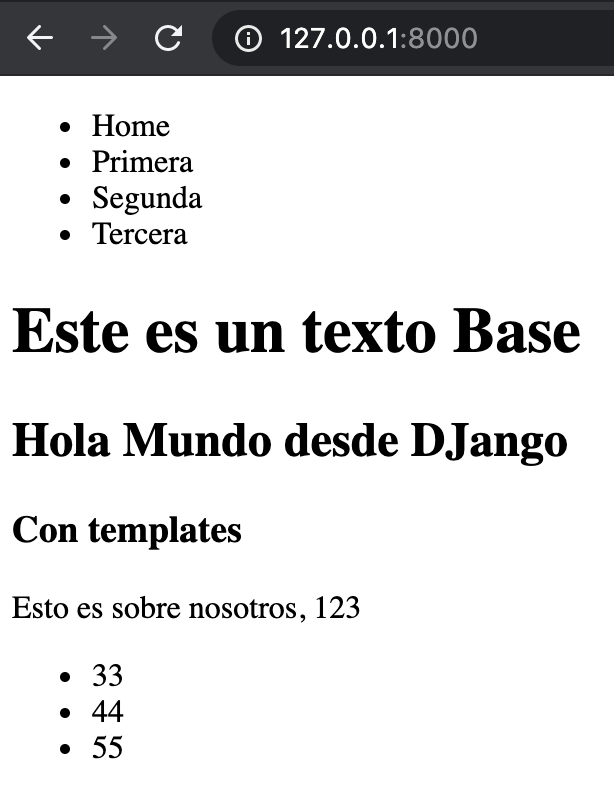 127.0.0.1:8000
Home
Primera
Segunda
Tercera
Este es un texto Base
Hola Mundo desde DJango
Con templates
Esto es sobre nosotros, 123
33
44
55